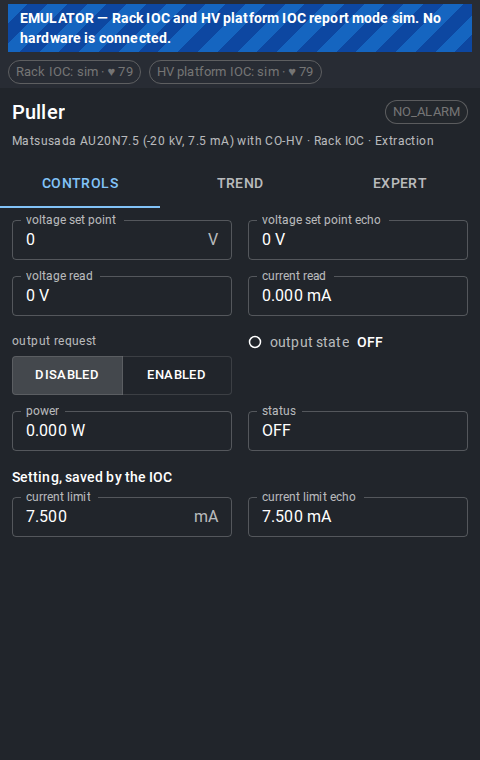 EMULATOR — Rack IOC and HV platform IOC report mode sim. No
hardware is connected.
Rack IOC: sim · ♥ 79
HV platform IOC: sim · ♥ 79
Puller
NO_ALARM
Matsusada AU20N7.5 (-20 kV, 7.5 mA) with CO-HV · Rack IOC · Extraction
CONTROLS
TREND
EXPERT
voltage set point
0 V
voltage set point echo
0 V
voltage read
0 V
current read
0.000 mA
output request
output state OFF
DISABLED
ENABLED
power
0.000 W
status
OFF
Setting, saved by the IOC
current limit
7.500 mA
current limit echo
7.500 mA